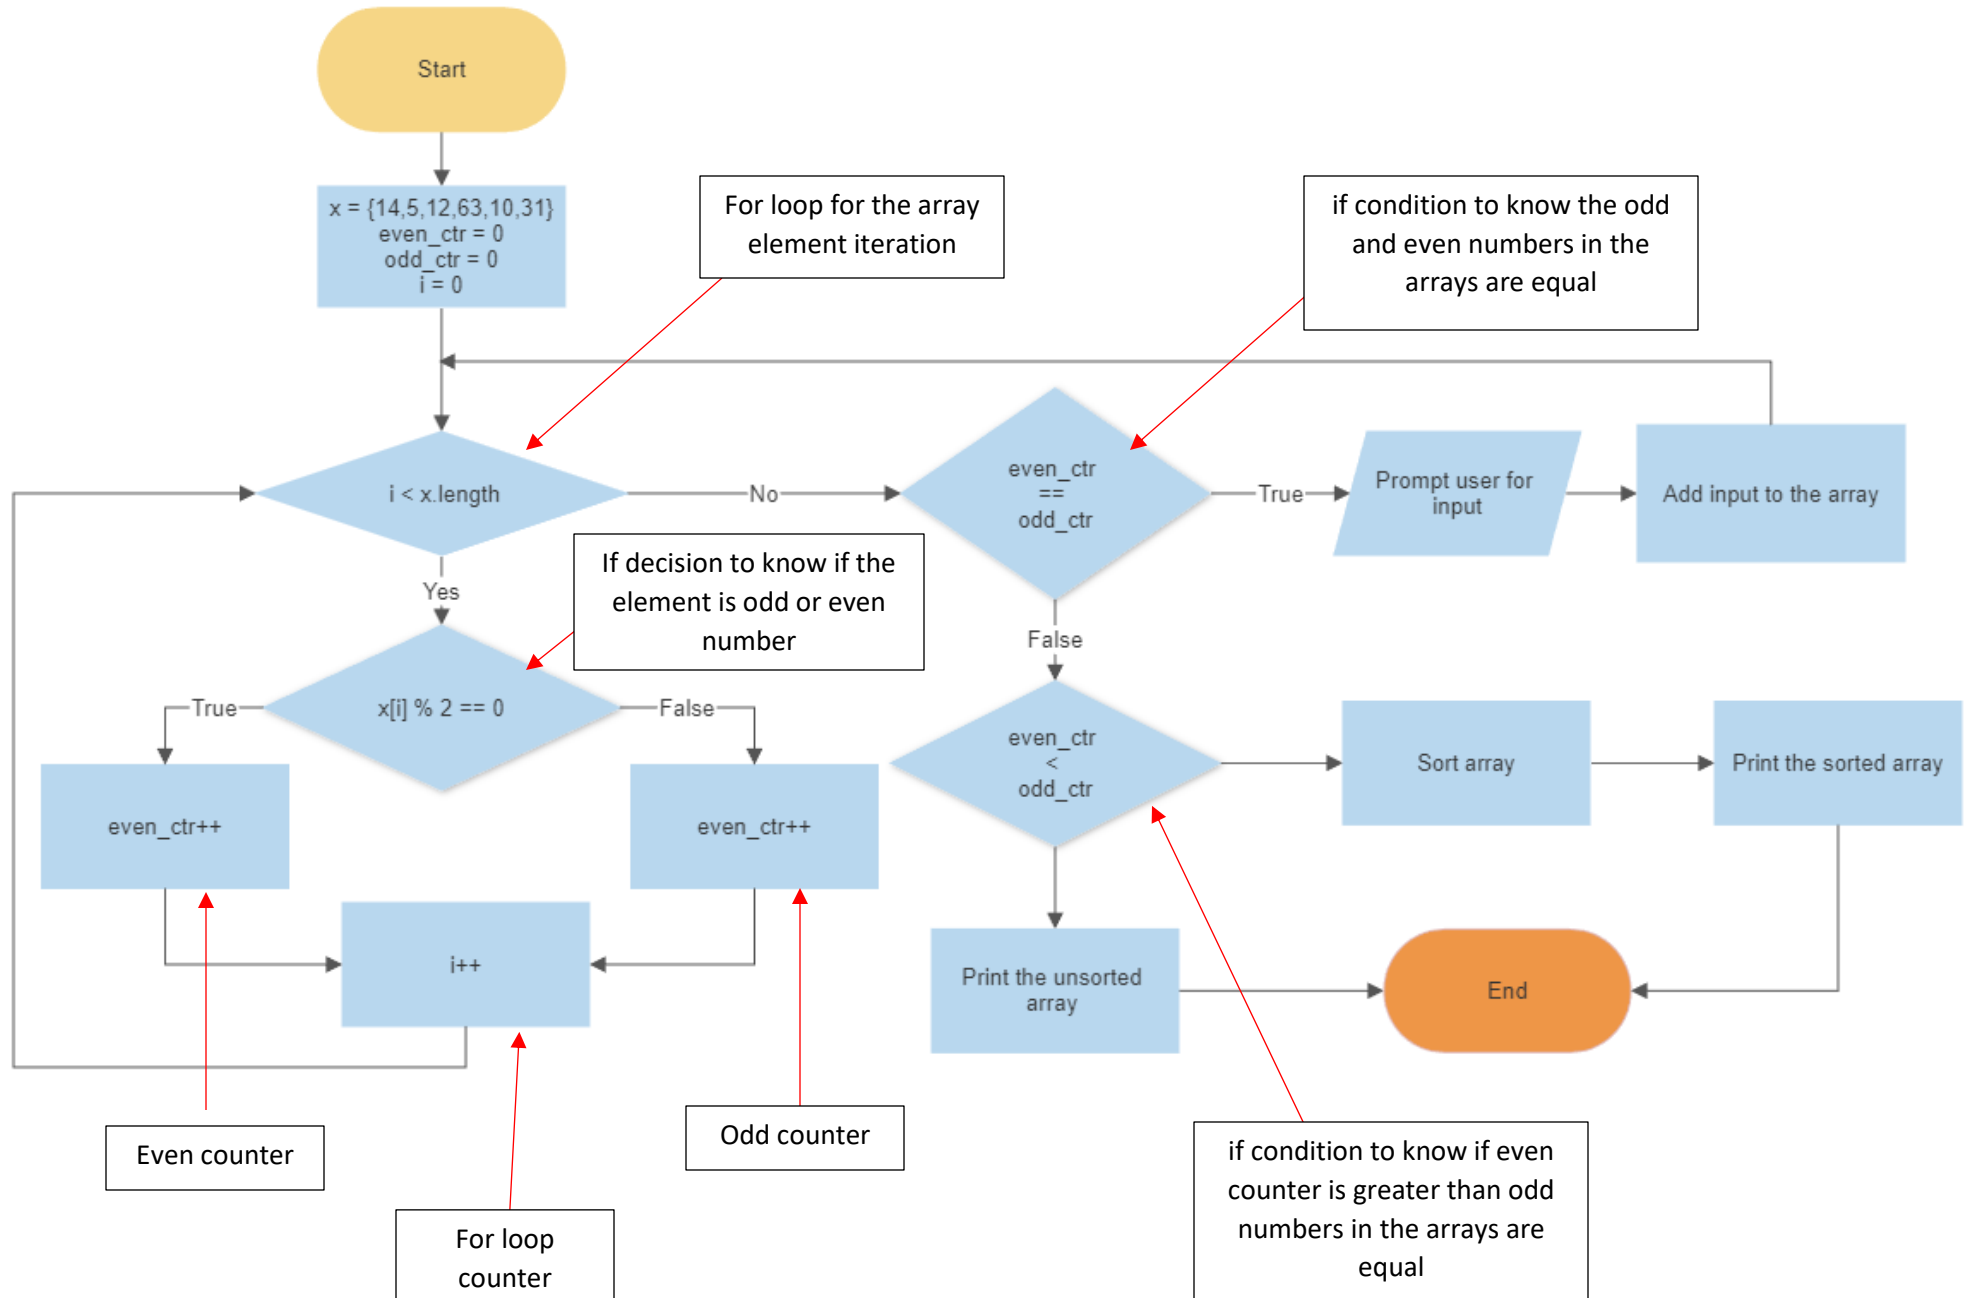 Start
x = {14,5,12,63,10,31}
even_ctr = 0
odd_ctr = 0
i = 0
For loop for the array
element iteration
if condition to know the odd
and even numbers in the
arrays are equal
i < x.length
No
even_ctr
==
odd_ctr
True
Prompt user for
input
Add input to the array
Yes
If decision to know if the
element is odd or even
number
False
True
x[i] % 2 == 0
False
even_ctr
<
odd_ctr
Sort array
Print the sorted array
even_ctr++
even_ctr++
i++
Print the unsorted
array
End
Even counter
Odd counter
For loop
counter
if condition to know if even
counter is greater than odd
numbers in the arrays are
equal